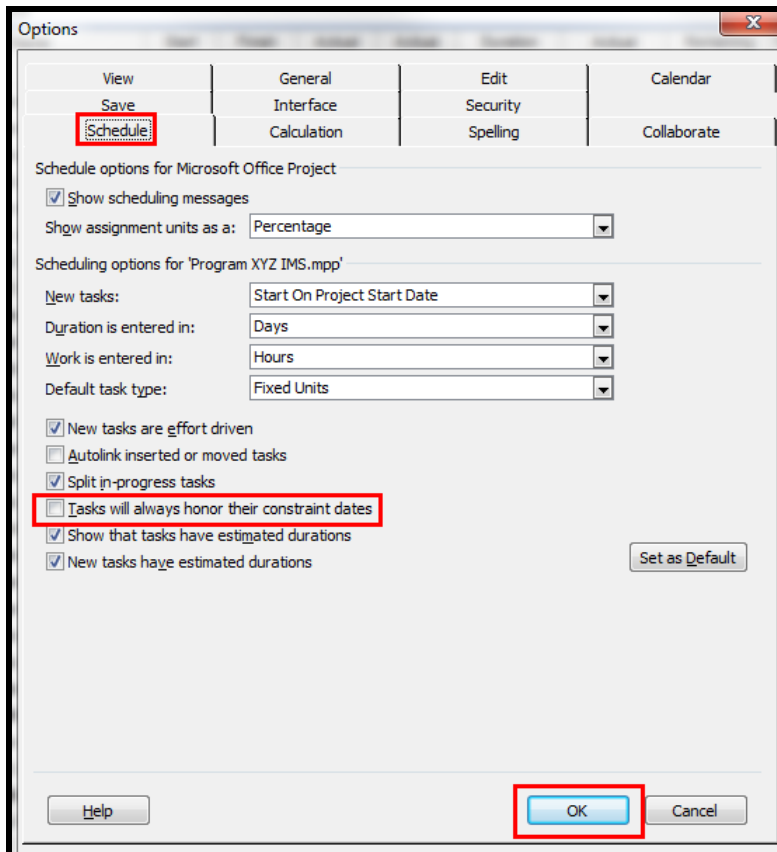 Options
View General Edit Calendar
Save Interface Security
Schedule Calculation Spelling Collaborate
Schedule options for Microsoft Office Project
Show scheduling messages
Show assignment units as a: Percentage
Scheduling options for 'Program XYZ IMS.mpp'
New tasks: Start On Project Start Date
Duration is entered in: Days
Work is entered in: Hours
Default task type: Fixed Units
New tasks are effort driven
Autolink inserted or moved tasks
Split in-progress tasks
Tasks will always honor their constraint dates
Show that tasks have estimated durations
New tasks have estimated durations
Set as Default
Help OK Cancel